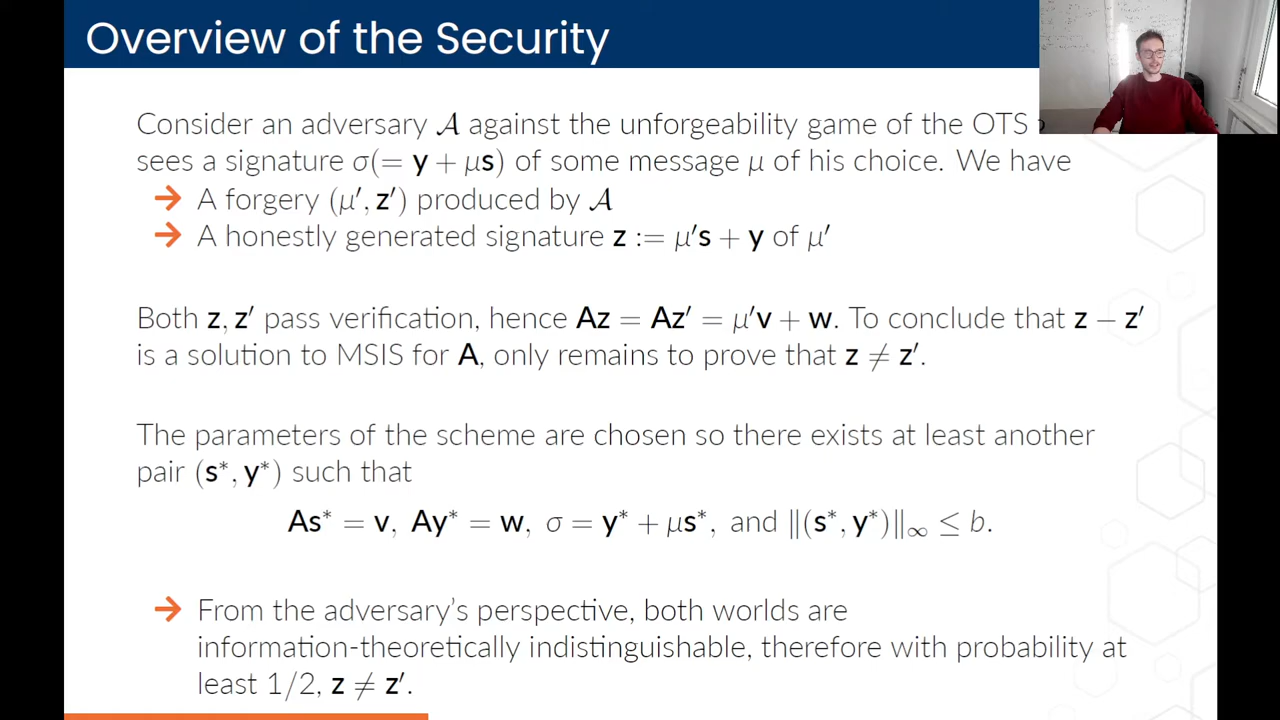 Overview of the Security
Consider an adversary 𝒜 against the unforgeability game of the OTS
sees a signature σ(= y + μs) of some message μ of his choice. We have
→ A forgery (μ′, z′) produced by 𝒜
→ A honestly generated signature z := μ′s + y of μ′
Both z, z′ pass verification, hence Az = Az′ = μ′v + w. To conclude that z − z′
is a solution to MSIS for A, only remains to prove that z ≠ z′.
The parameters of the scheme are chosen so there exists at least another
pair (s*, y*) such that
As* = v, Ay* = w, σ = y* + μs*, and ‖(s*, y*)‖∞ ≤ b.
→ From the adversary's perspective, both worlds are
information-theoretically indistinguishable, therefore with probability at
least 1/2, z ≠ z′.